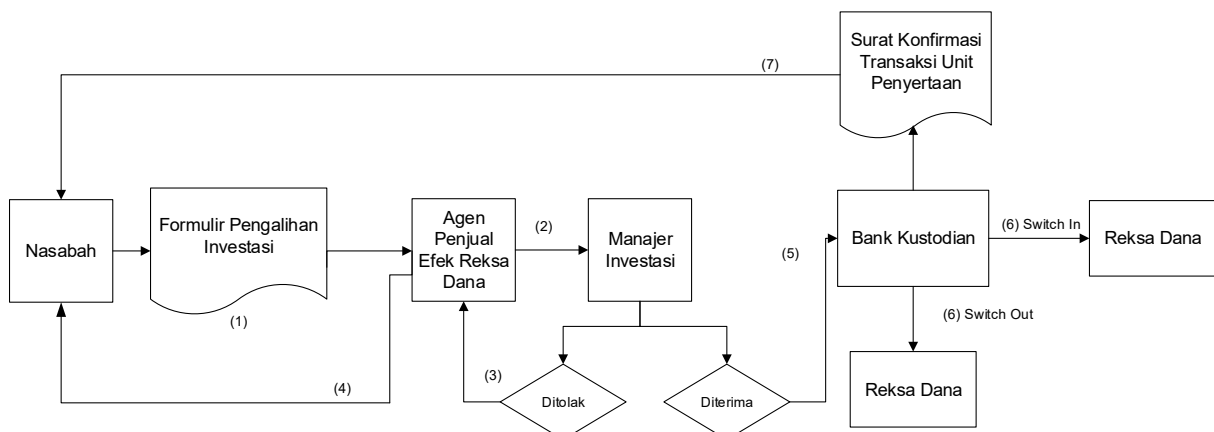 Surat Konfirmasi
Transaksi Unit
Penyertaan
(7)
Nasabah
Formulir Pengalihan
Investasi
(1)
Agen
Penjual
Efek Reksa
Dana
(2)
Manajer
Investasi
(5)
Bank Kustodian
(6) Switch In
Reksa Dana
(6) Switch Out
Reksa Dana
(4)
(3)
Ditolak
Diterima